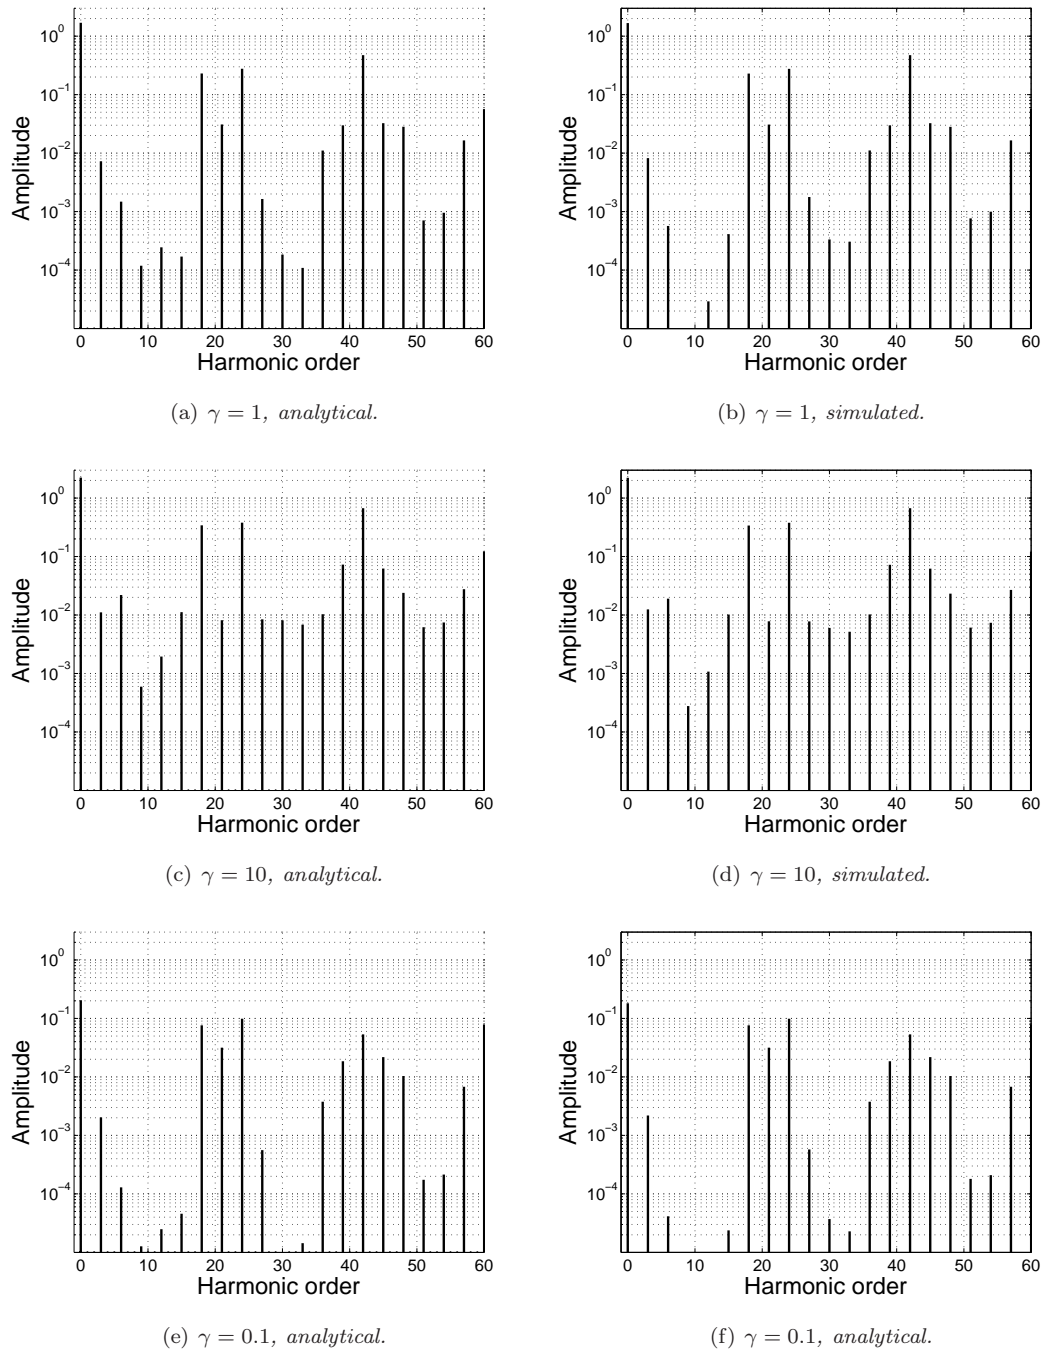 10^0
10^−1
10^−2
10^−3
10^−4
Amplitude
0 10 20 30 40 50 60
Harmonic order
(a) γ = 1, analytical.
10^0
10^−1
10^−2
10^−3
10^−4
Amplitude
0 10 20 30 40 50 60
Harmonic order
(b) γ = 1, simulated.
10^0
10^−1
10^−2
10^−3
10^−4
Amplitude
0 10 20 30 40 50 60
Harmonic order
(c) γ = 10, analytical.
10^0
10^−1
10^−2
10^−3
10^−4
Amplitude
0 10 20 30 40 50 60
Harmonic order
(d) γ = 10, simulated.
10^0
10^−1
10^−2
10^−3
10^−4
Amplitude
0 10 20 30 40 50 60
Harmonic order
(e) γ = 0.1, analytical.
10^0
10^−1
10^−2
10^−3
10^−4
Amplitude
0 10 20 30 40 50 60
Harmonic order
(f) γ = 0.1, analytical.